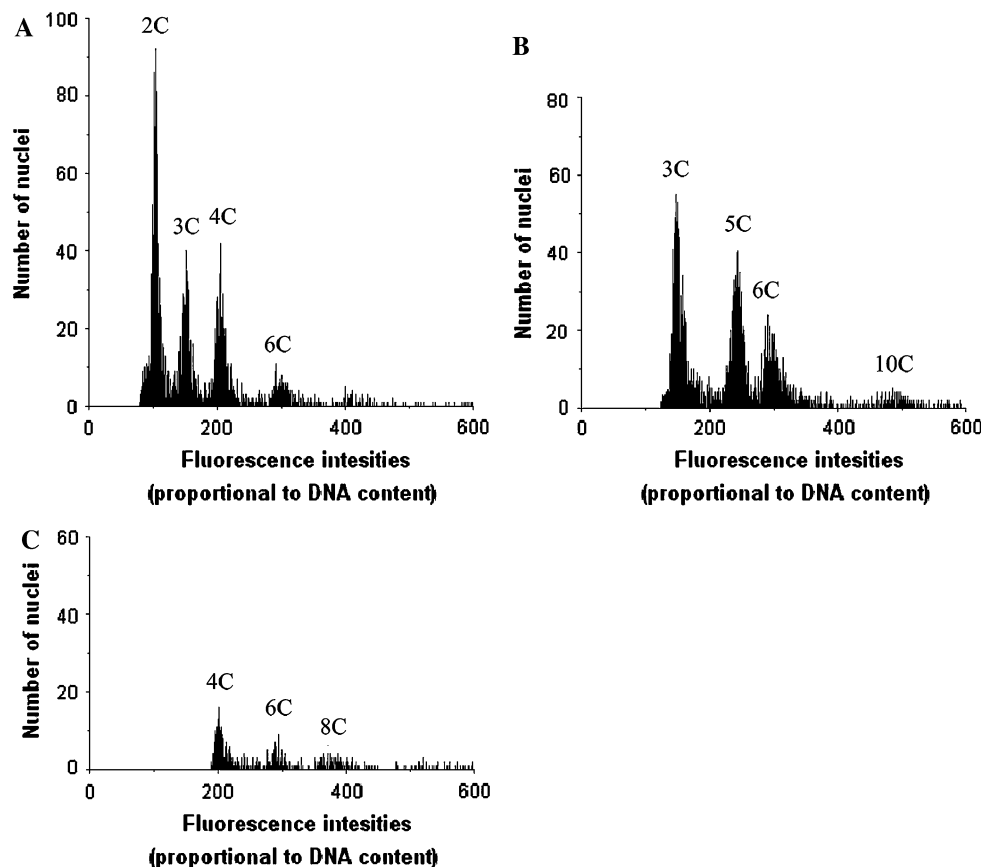 A
100
80
60
40
20
0
Number of nuclei
2C
3C
4C
6C
0 200 400 600
Fluorescence intesities
(proportional to DNA content)
B
80
60
40
20
0
Number of nuclei
3C
5C
6C
10C
0 200 400 600
Fluorescence intesities
(proportional to DNA content)
C
60
40
20
0
Number of nuclei
4C
6C
8C
0 200 400 600
Fluorescence intesities
(proportional to DNA content)